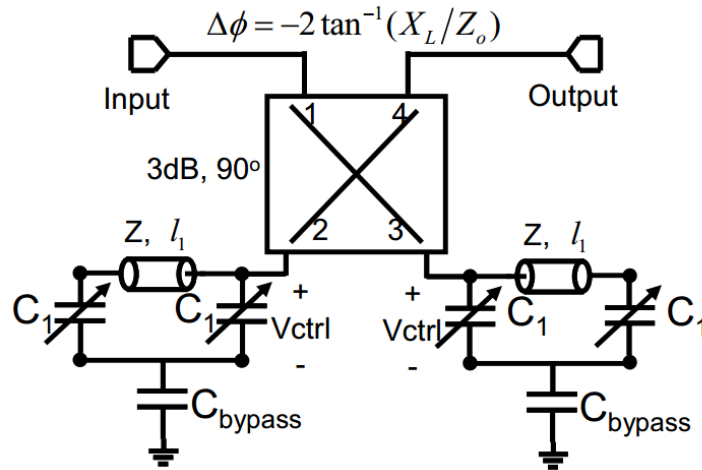 Δϕ = −2 tan⁻¹(X_L/Z_o)
Input
Output
1 4
3dB, 90º
2 3
Z, l₁
Z, l₁
C₁
C₁
+
Vctrl
-
+
Vctrl
-
C₁
C₁
C_bypass
C_bypass